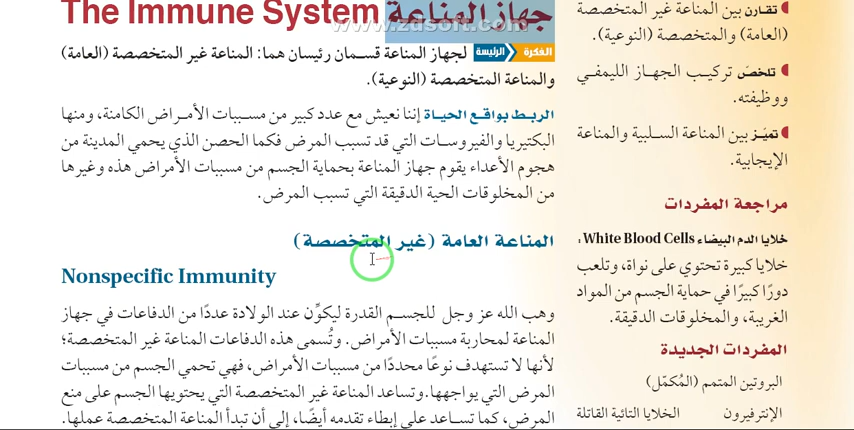 جهاز المناعة The Immune System
www.zdsoft.com
الفكرة الرئيسة لجهاز المناعة قسمان رئيسان هما: المناعة غير المتخصصة (العامة)
والمناعة المتخصصة (النوعية).
الربط بواقع الحياة إننا نعيش مع عدد كبير من مسببات الأمراض الكامنة، ومنها
البكتيريا والفيروسات التي قد تسبب المرض فكما الحصن الذي يحمي المدينة من
هجوم الأعداء يقوم جهاز المناعة بحماية الجسم من مسببات الأمراض هذه وغيرها
من المخلوقات الحية الدقيقة التي تسبب المرض.
المناعة العامة (غير المتخصصة)
Nonspecific Immunity
وهب الله عز وجل للجسم القدرة ليكوِّن عند الولادة عددًا من الدفاعات في جهاز
المناعة لمحاربة مسببات الأمراض. وتُسمى هذه الدفاعات المناعة غير المتخصصة؛
لأنها لا تستهدف نوعًا محددًا من مسببات الأمراض، فهي تحمي الجسم من مسببات
المرض التي يواجهها. وتساعد المناعة غير المتخصصة التي يحتويها الجسم على منع
المرض، كما تساعد على إبطاء تقدمه أيضًا، إلى أن تبدأ المناعة المتخصصة عملها.
تقارن بين المناعة غير المتخصصة
(العامة) والمتخصصة (النوعية).
تلخص تركيب الجهاز الليمفي
ووظيفته.
تميّز بين المناعة السلبية والمناعة
الإيجابية.
مراجعة المفردات
خلايا الدم البيضاء White Blood Cells :
خلايا كبيرة تحتوي على نواة، وتلعب
دورًا كبيرًا في حماية الجسم من المواد
الغريبة، والمخلوقات الدقيقة.
المفردات الجديدة
البروتين المتمم (المُكمّل)
الإنترفيرون الخلايا التائية القاتلة